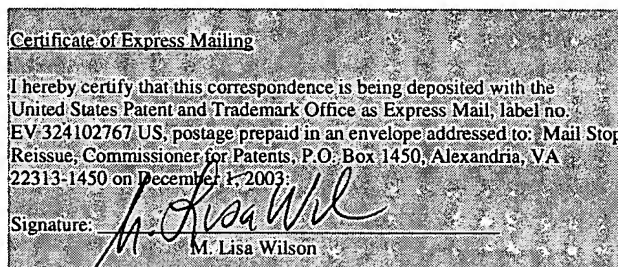 Certificate of Express Mailing
I hereby certify that this correspondence is being deposited with the
United States Patent and Trademark Office as Express Mail, label no.
EV 324102767 US, postage prepaid in an envelope addressed to: Mail Stop
Reissue, Commissioner for Patents, P.O. Box 1450, Alexandria, VA
22313-1450 on December 1, 2003:
Signature: M. Lisa Wil
M. Lisa Wilson